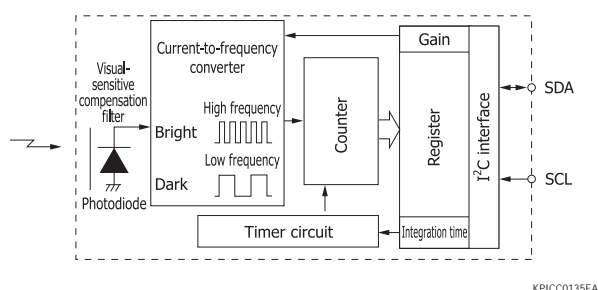 Visual-
sensitive
compensation
filter
Photodiode
Current-to-frequency
converter
High frequency
Bright
Low frequency
Dark
Counter
Timer circuit
Gain
Register
Integration time
I²C interface
SDA
SCL
KPICC0135EA